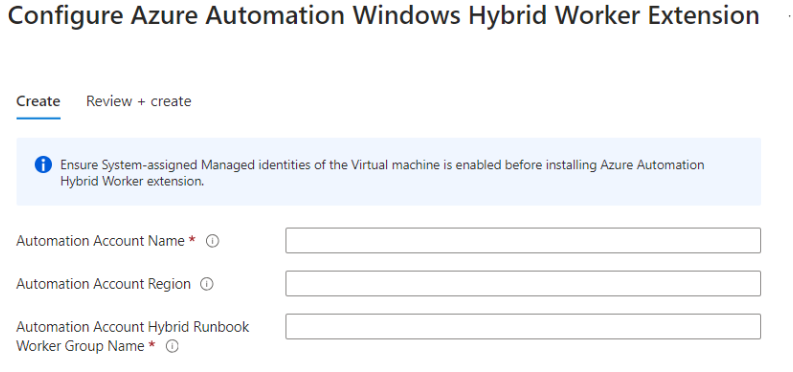 Configure Azure Automation Windows Hybrid Worker Extension
Create Review + create
Ensure System-assigned Managed identities of the Virtual machine is enabled before installing Azure Automation
Hybrid Worker extension.
Automation Account Name *
Automation Account Region
Automation Account Hybrid Runbook
Worker Group Name *